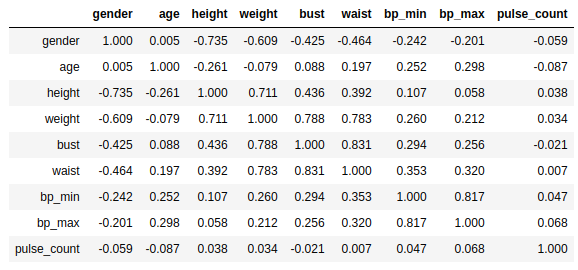 gender age height weight bust waist bp_min bp_max pulse_count
gender 1.000 0.005 -0.735 -0.609 -0.425 -0.464 -0.242 -0.201 -0.059
age 0.005 1.000 -0.261 -0.079 0.088 0.197 0.252 0.298 -0.087
height -0.735 -0.261 1.000 0.711 0.436 0.392 0.107 0.058 0.038
weight -0.609 -0.079 0.711 1.000 0.788 0.783 0.260 0.212 0.034
bust -0.425 0.088 0.436 0.788 1.000 0.831 0.294 0.256 -0.021
waist -0.464 0.197 0.392 0.783 0.831 1.000 0.353 0.320 0.007
bp_min -0.242 0.252 0.107 0.260 0.294 0.353 1.000 0.817 0.047
bp_max -0.201 0.298 0.058 0.212 0.256 0.320 0.817 1.000 0.068
pulse_count -0.059 -0.087 0.038 0.034 -0.021 0.007 0.047 0.068 1.000